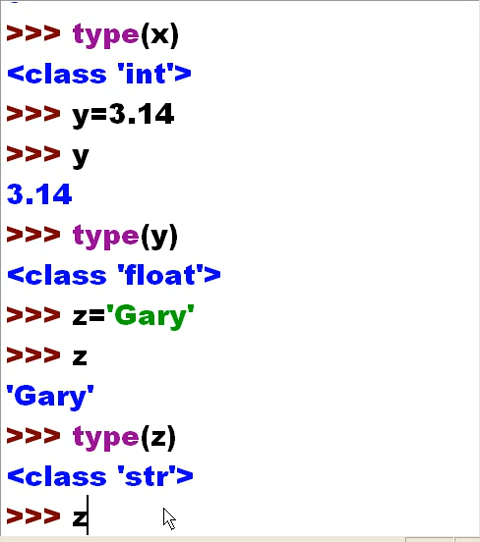 >>> type(x)
<class 'int'>
>>> y=3.14
>>> y
3.14
>>> type(y)
<class 'float'>
>>> z='Gary'
>>> z
'Gary'
>>> type(z)
<class 'str'>
>>> z